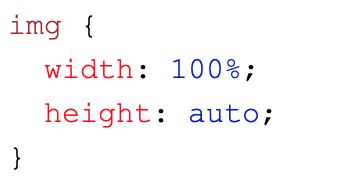 img {
  width: 100%;
  height: auto;
}